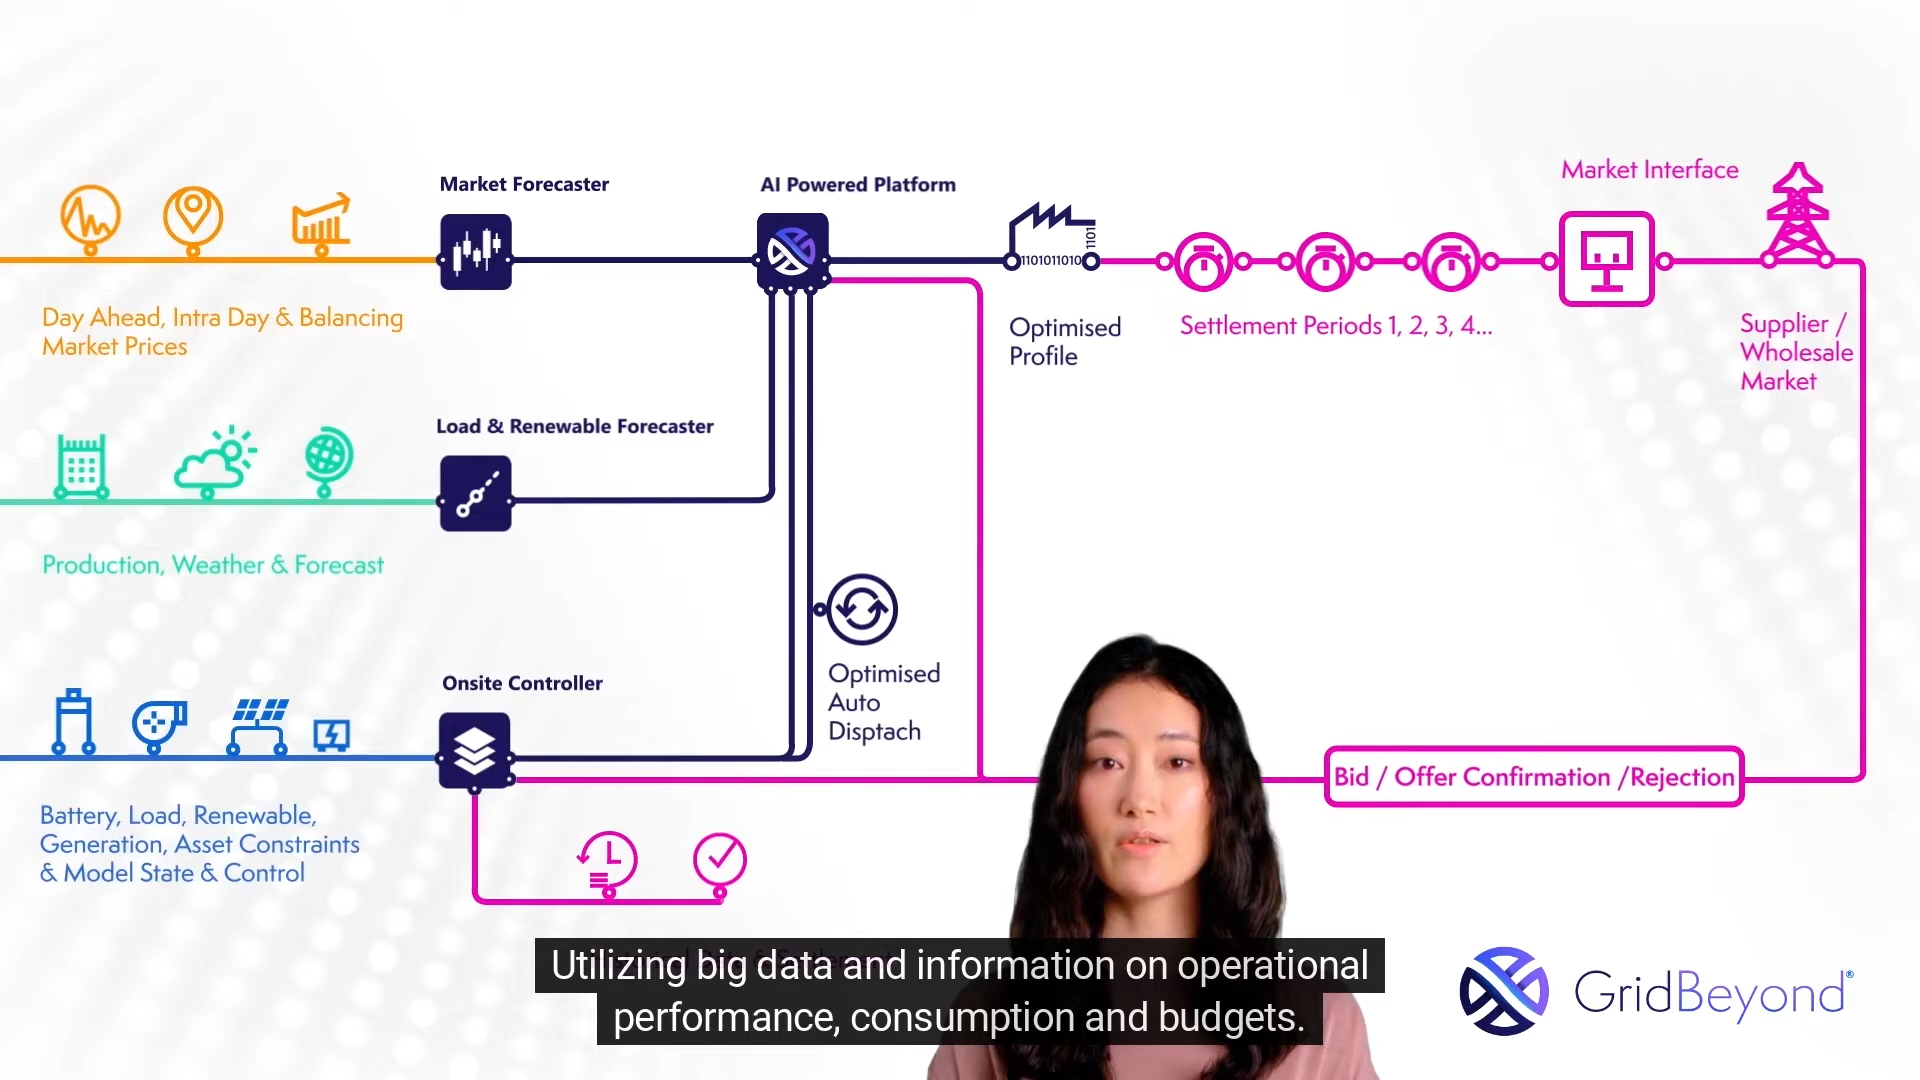 Market Forecaster
AI Powered Platform
Market Interface
1101
1101011010
Day Ahead, Intra Day & Balancing
Market Prices
Optimised
Profile
Settlement Periods 1, 2, 3, 4...
Supplier /
Wholesale
Market
Load & Renewable Forecaster
Production, Weather & Forecast
Onsite Controller
Optimised
Auto
Disptach
Bid / Offer Confirmation /Rejection
Battery, Load, Renewable,
Generation, Asset Constraints
& Model State & Control
Utilizing big data and information on operational
performance, consumption and budgets.
GridBeyond®